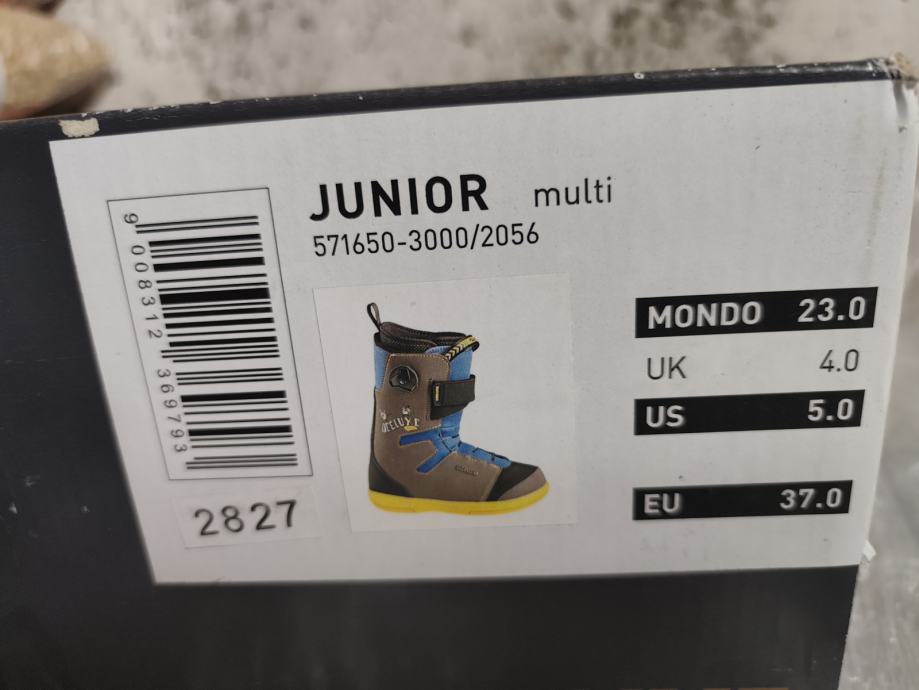 JUNIOR multi
571650-3000/2056
9 008312 369793
DEELUXE
MONDO 23.0
UK 4.0
US 5.0
EU 37.0
2827